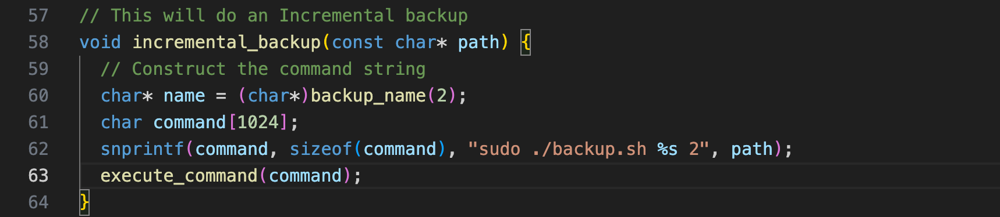 57 // This will do an Incremental backup
58 void incremental_backup(const char* path) {
59 // Construct the command string
60 char* name = (char*)backup_name(2);
61 char command[1024];
62 snprintf(command, sizeof(command), "sudo ./backup.sh %s 2", path);
63 execute_command(command);
64 }